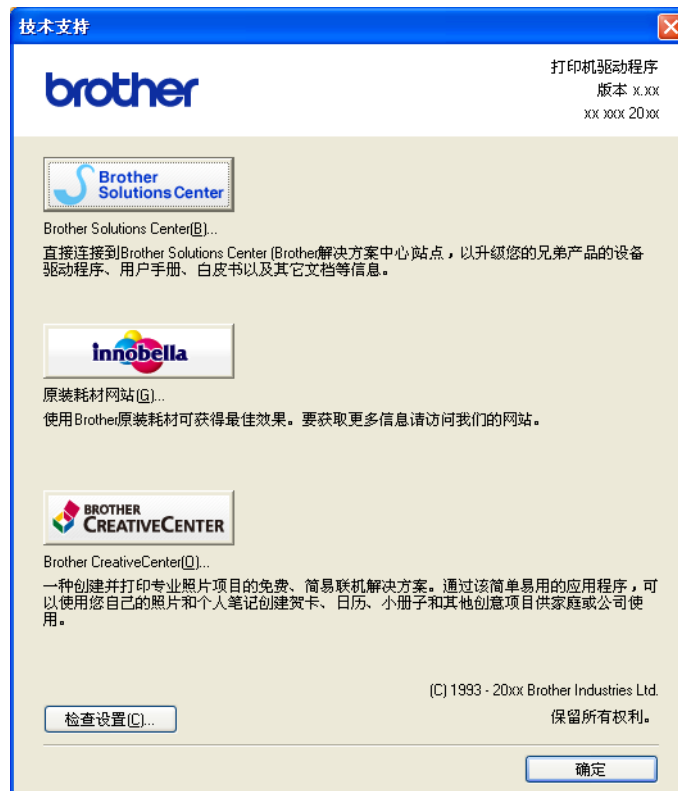 技术支持
brother
打印机驱动程序
版本 x.xx
xx xxx 20xx
Brother
Solutions Center
Brother Solutions Center(B)...
直接连接到Brother Solutions Center (Brother解决方案中心)站点，以升级您的兄弟产品的设备
驱动程序、用户手册、白皮书以及其它文档等信息。
innobella
原装耗材网站(G)...
使用Brother原装耗材可获得最佳效果。要获取更多信息请访问我们的网站。
BROTHER
CREATIVECENTER
Brother CreativeCenter(O)...
一种创建并打印专业照片项目的免费、简易联机解决方案。通过该简单易用的应用程序，可
以使用您自己的照片和个人笔记创建贺卡、日历、小册子和其他创意项目供家庭或公司使
用。
(C) 1993 - 20xx Brother Industries Ltd.
检查设置(C)...
保留所有权利。
确定